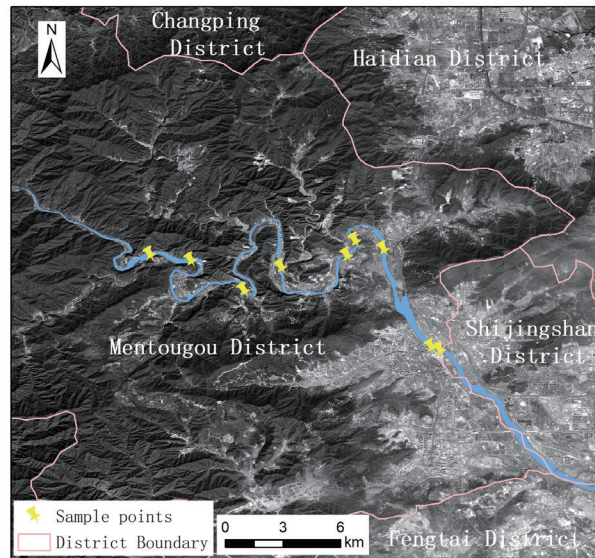 Changping
District
N
Haidian District
Shijingshan
District
Mentougou District
Sample points
District Boundary
0 3 6
km
Fengtai District